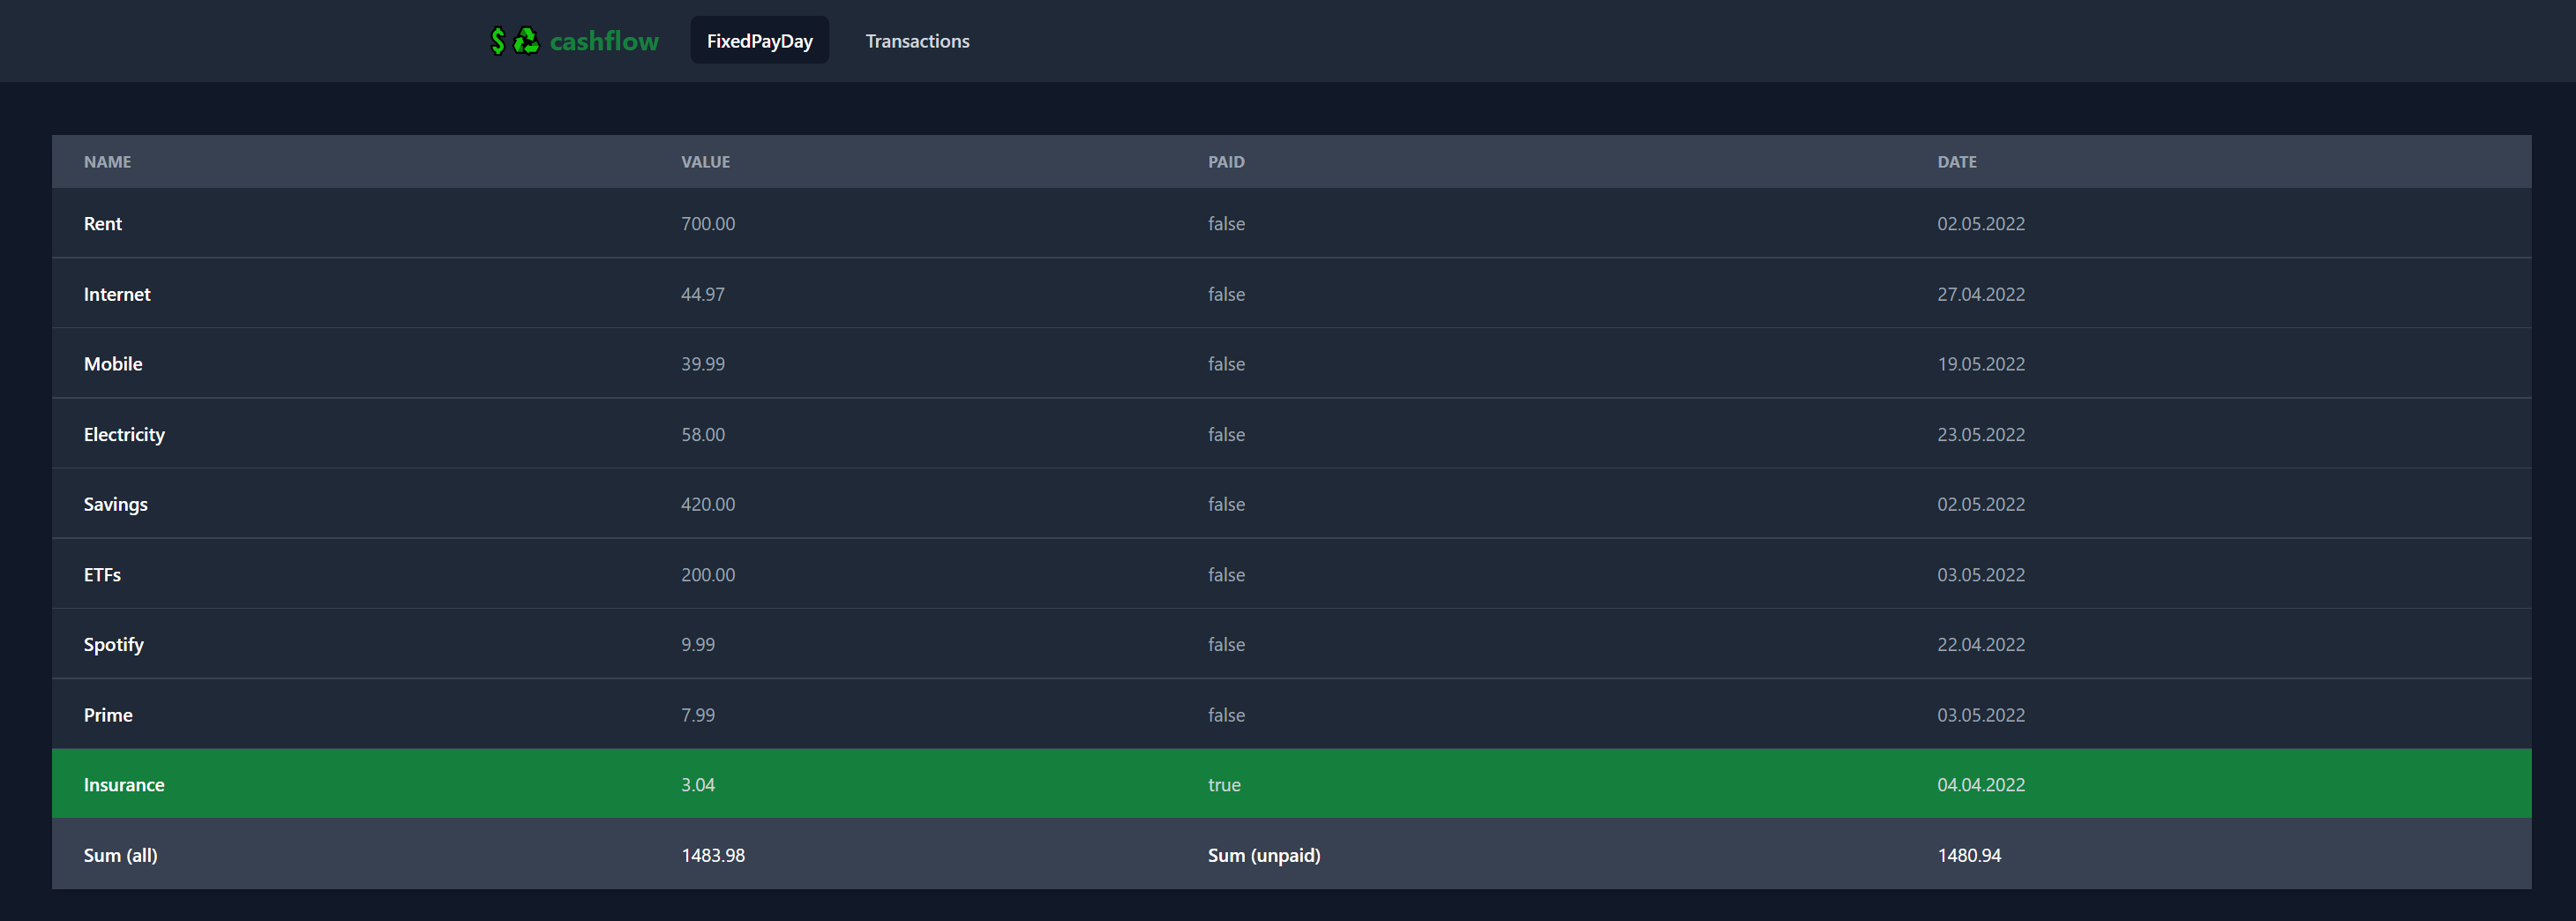 $ ♻ cashflow FixedPayDay Transactions
NAME VALUE PAID DATE
Rent 700.00 false 02.05.2022
Internet 44.97 false 27.04.2022
Mobile 39.99 false 19.05.2022
Electricity 58.00 false 23.05.2022
Savings 420.00 false 02.05.2022
ETFs 200.00 false 03.05.2022
Spotify 9.99 false 22.04.2022
Prime 7.99 false 03.05.2022
Insurance 3.04 true 04.04.2022
Sum (all) 1483.98 Sum (unpaid) 1480.94